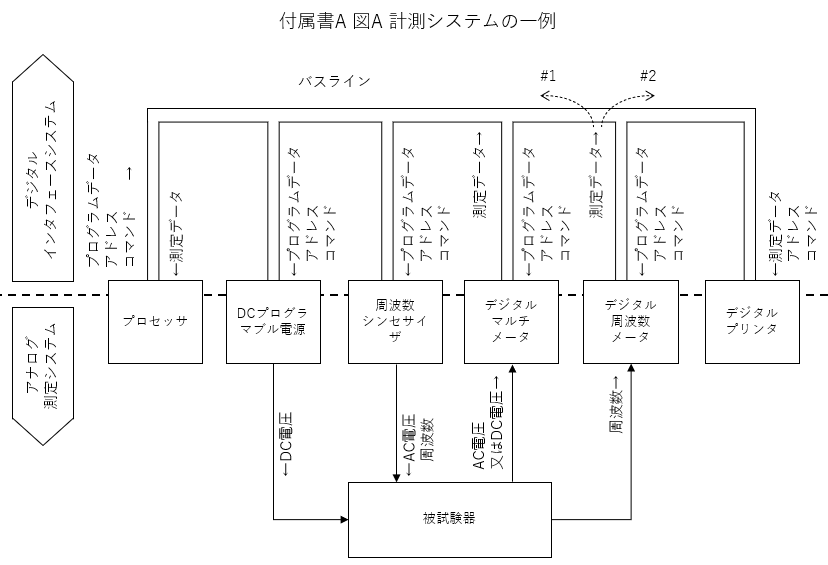 付属書A 図A 計測システムの一例
デジタル
インタフェースシステム
バスライン
#1
#2
プログラムデータ
アドレス
コマンド →
←測定データ
←プログラムデータ
アドレス
コマンド
←プログラムデータ
アドレス
コマンド
測定データ→
←プログラムデータ
アドレス
コマンド
測定データ→
←プログラムデータ
アドレス
コマンド
←測定データ
アドレス
コマンド
プロセッサ
DCプログラ
マブル電源
周波数
シンセサイ
ザ
デジタル
マルチ
メータ
デジタル
周波数
メータ
デジタル
プリンタ
アナログ
測定システム
←DC電圧
←AC電圧
周波数
AC電圧
又はDC電圧→
周波数→
被試験器